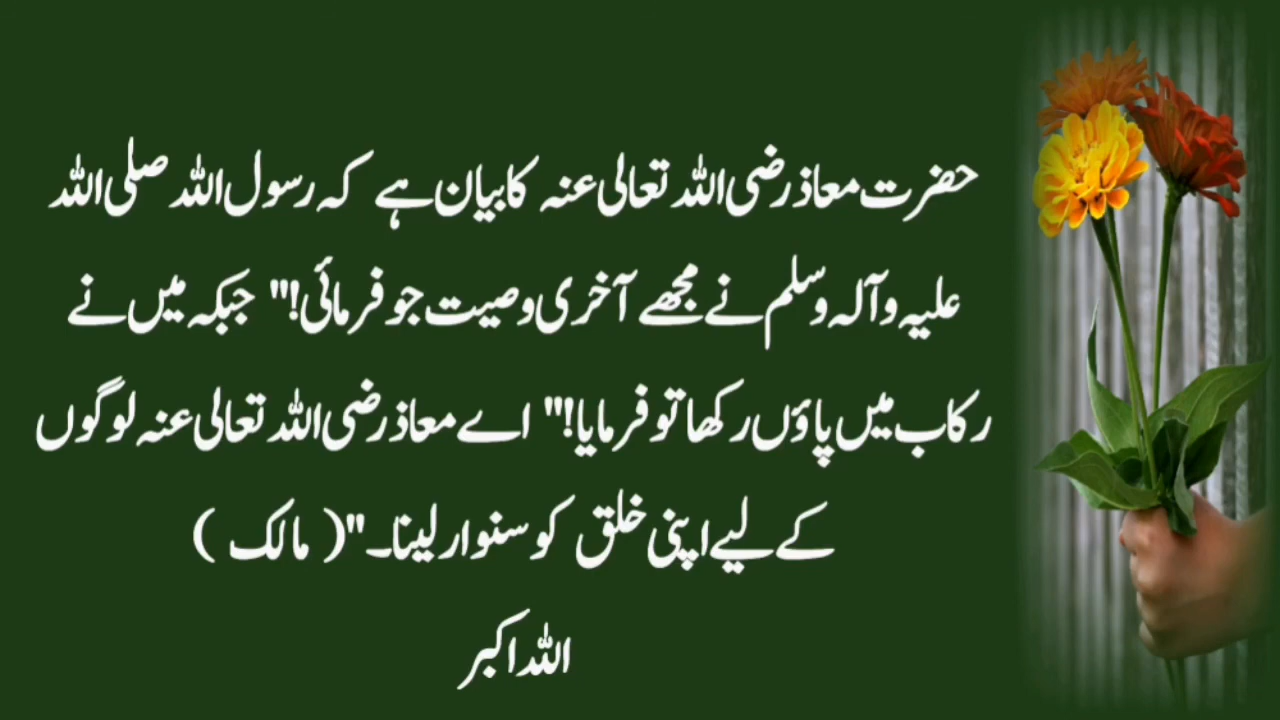 حضرت معاذ رضی اللہ تعالی عنہ کا بیان ہے کہ رسول اللہ صلی اللہ
علیہ وآلہ وسلم نے مجھے آخری وصیت جو فرمائی!" جبکہ میں نے
رکاب میں پاؤں رکھا تو فرمایا!" اے معاذ رضی اللہ تعالی عنہ لوگوں
کے لیے اپنی خلق کو سنوار لینا۔"( مالک )
اللہ اکبر